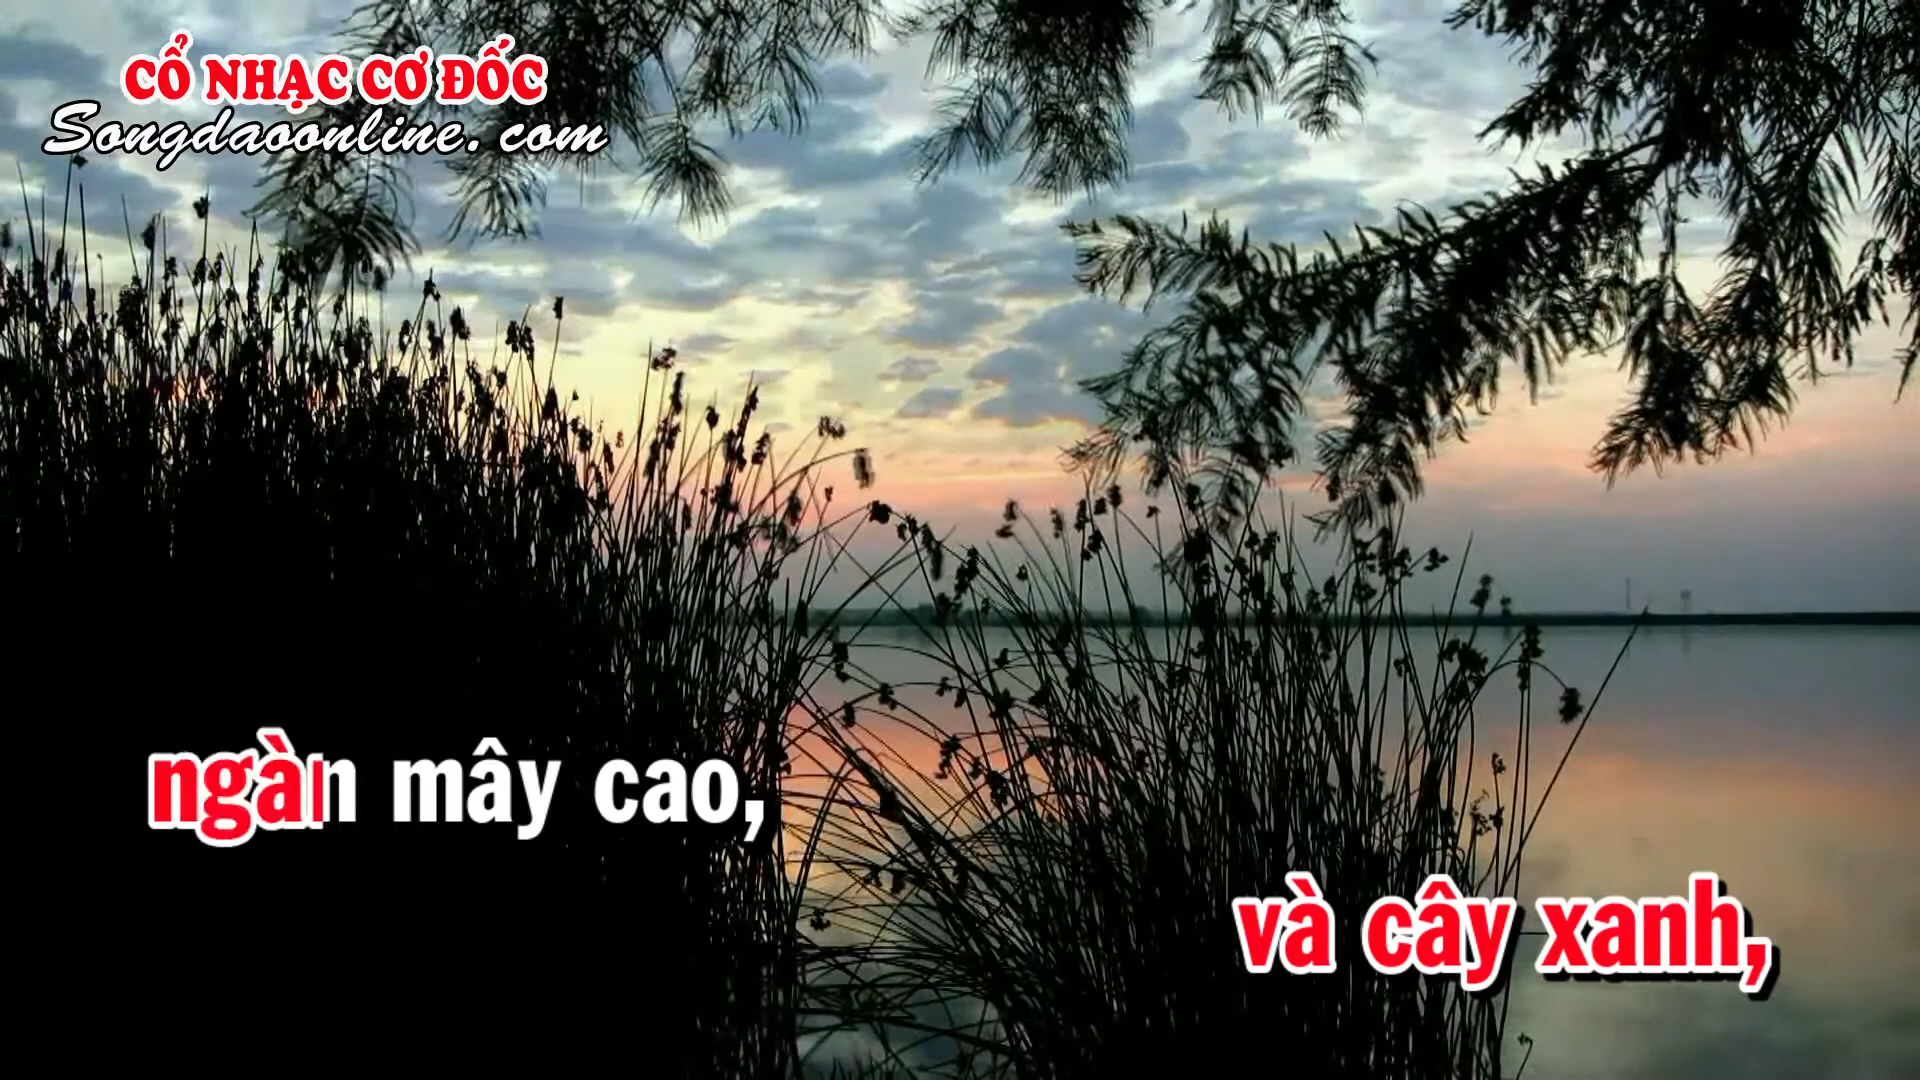 CỔ NHẠC CƠ ĐỐC
Songdaoonline. com
ngàn mây cao,
và cây xanh,